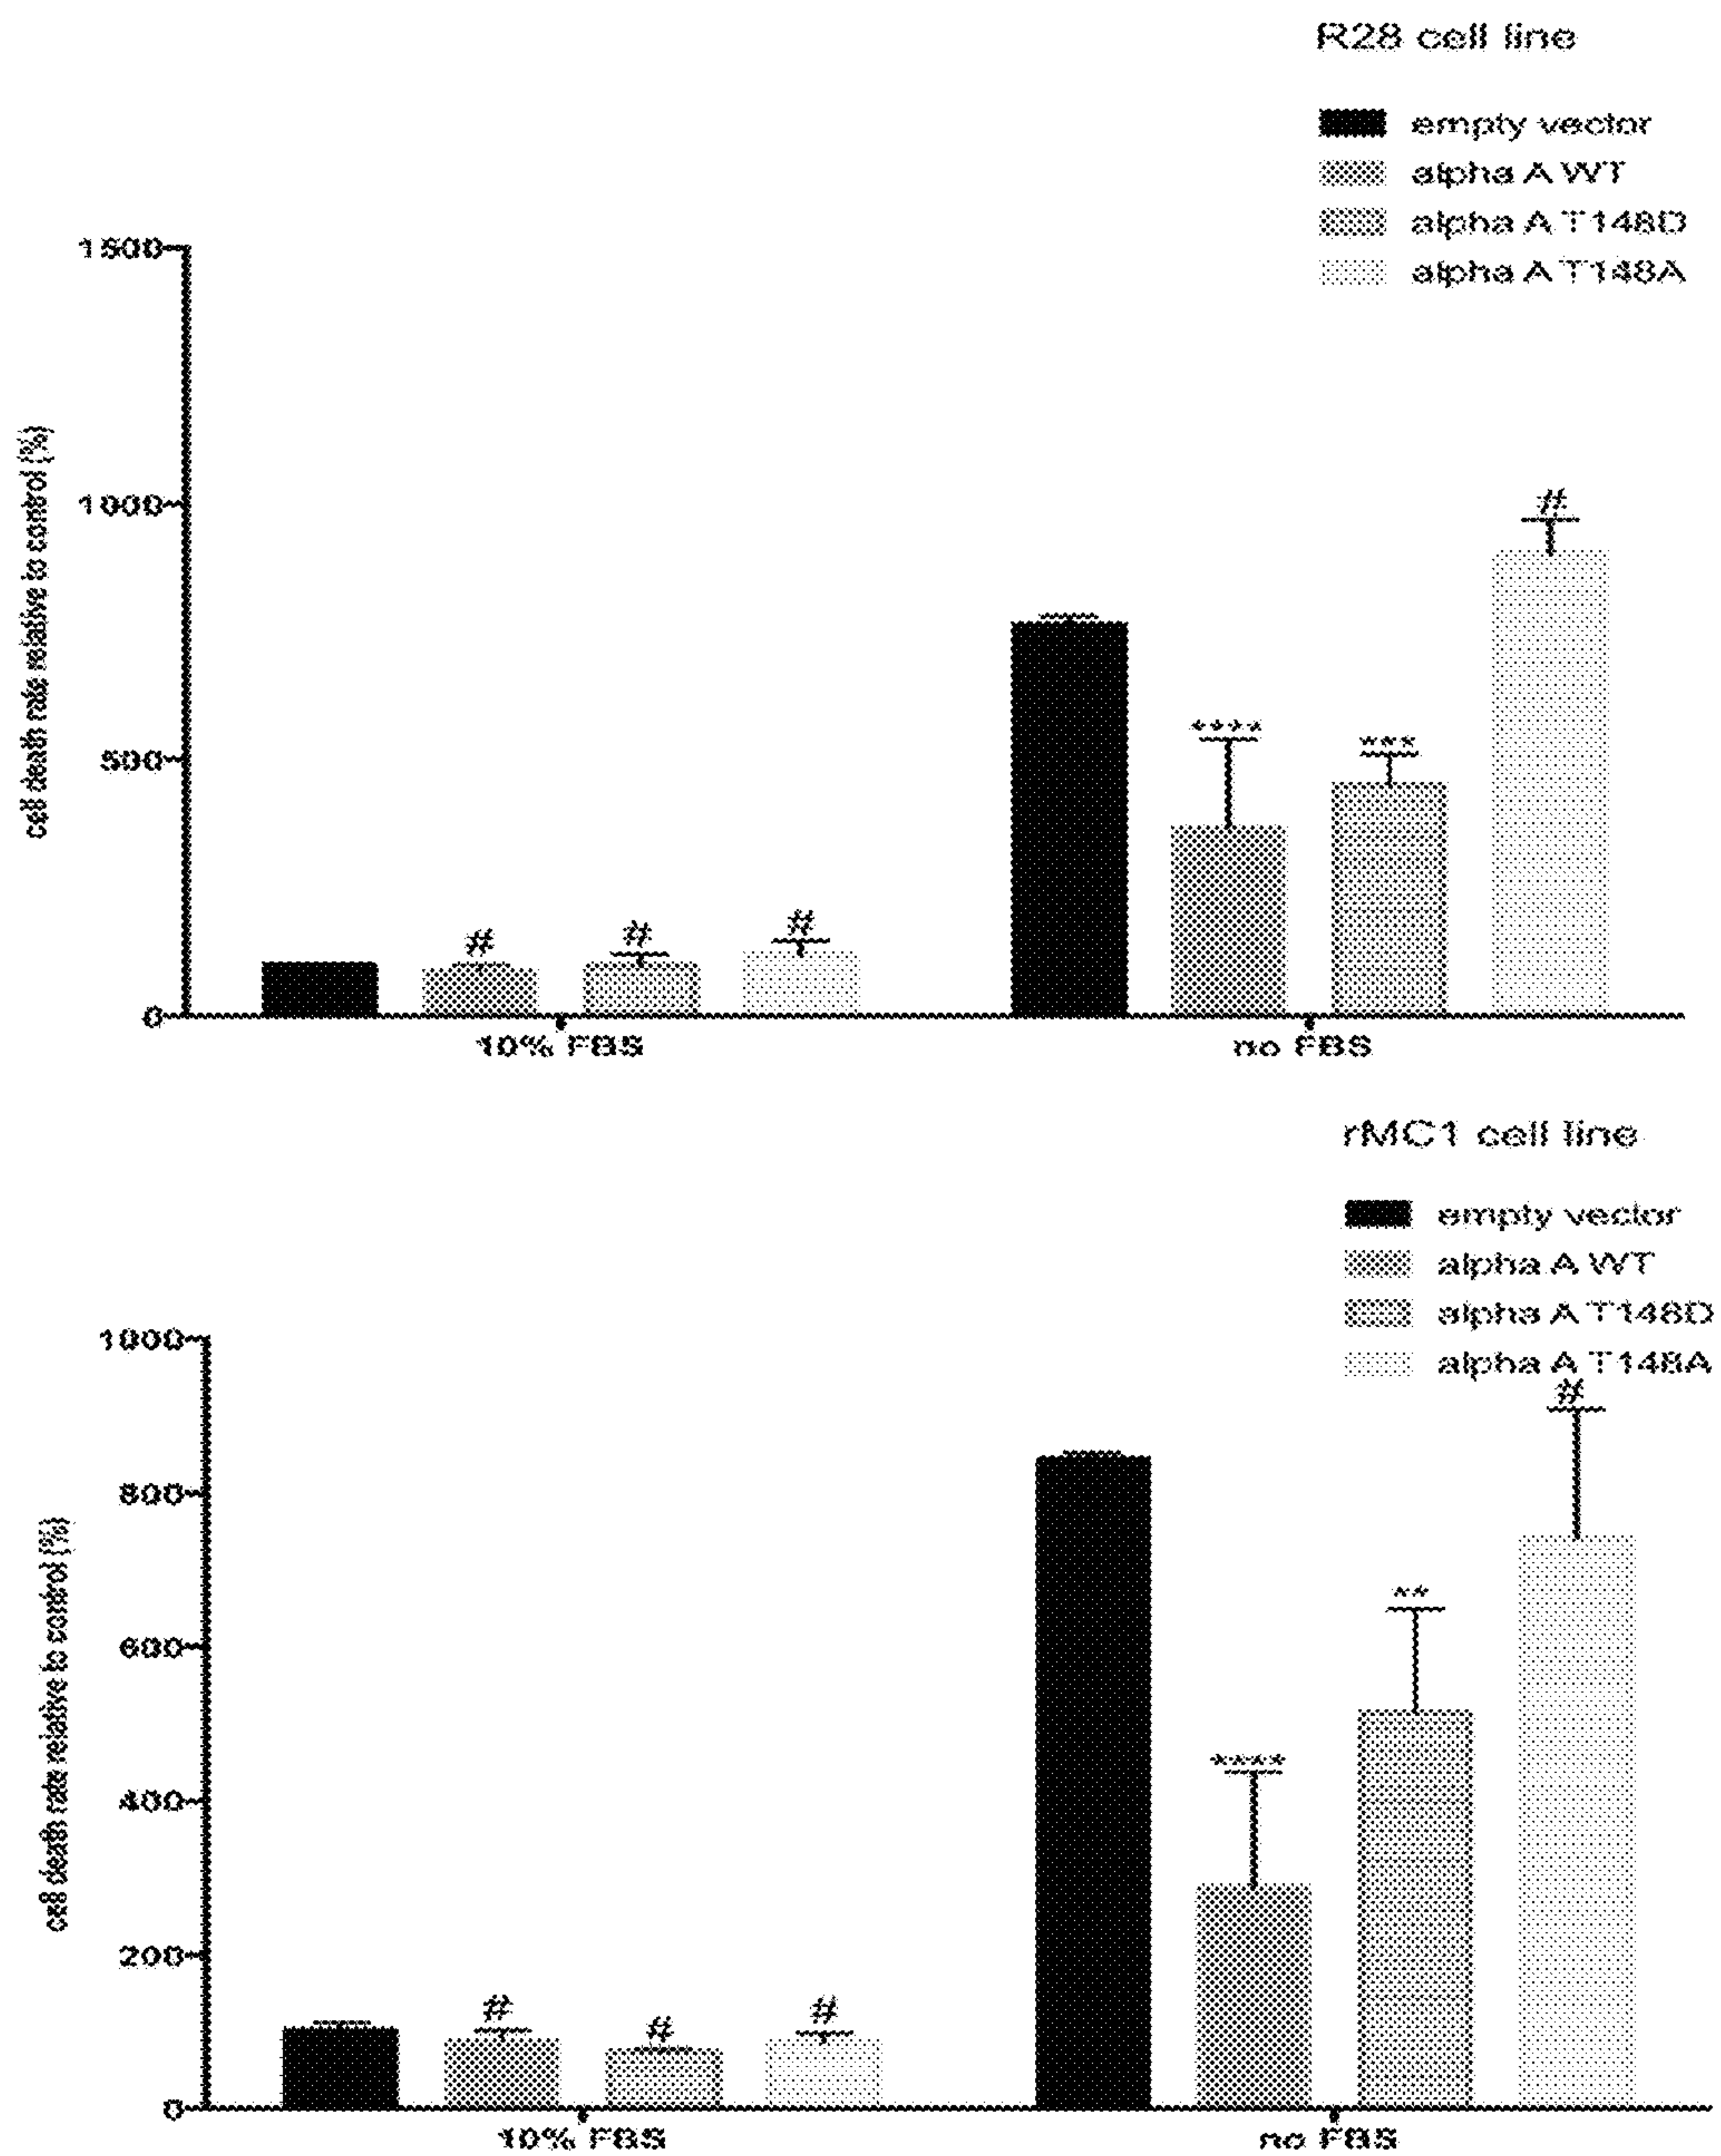 R28 cell line
empty vector
alpha A WT
alpha A T148D
alpha A T148A
1500
1000
500
0
cell death rate relative to control (%)
#
#
#
****
***
#
10% FBS
no FBS
rMC1 cell line
empty vector
alpha A WT
alpha A T148D
alpha A T148A
1000
800
600
400
200
0
cell death rate relative to control (%)
#
#
#
****
**
#
10% FBS
no FBS